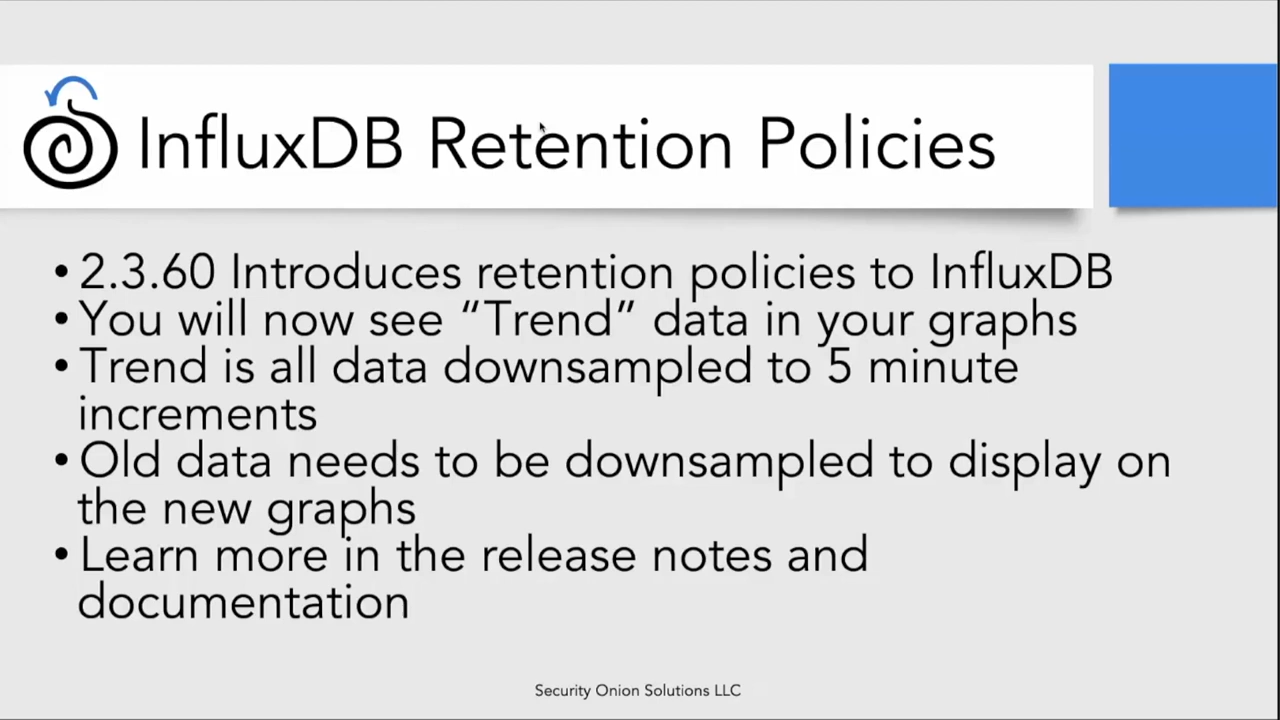 InfluxDB Retention Policies
• 2.3.60 Introduces retention policies to InfluxDB
• You will now see “Trend” data in your graphs
• Trend is all data downsampled to 5 minute
increments
• Old data needs to be downsampled to display on
the new graphs
• Learn more in the release notes and
documentation
Security Onion Solutions LLC